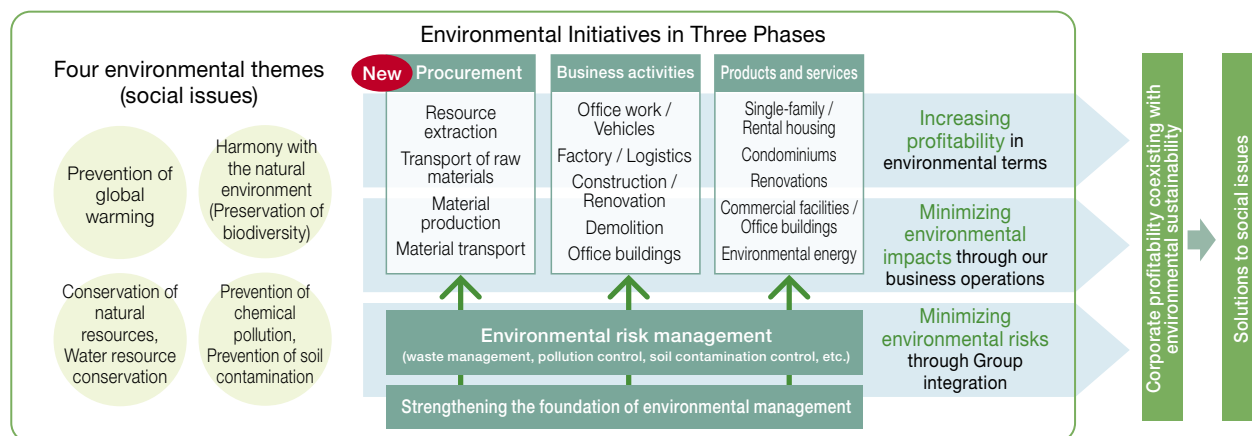 Environmental Initiatives in Three Phases
Four environmental themes
(social issues)
Prevention of
global
warming
Harmony with
the natural
environment
(Preservation of
biodiversity)
Conservation of
natural
resources,
Water resource
conservation
Prevention of
chemical
pollution,
Prevention of soil
contamination
New
Procurement
Resource
extraction
Transport of raw
materials
Material
production
Material transport
Business activities
Office work /
Vehicles
Factory / Logistics
Construction /
Renovation
Demolition
Office buildings
Products and services
Single-family /
Rental housing
Condominiums
Renovations
Commercial facilities /
Office buildings
Environmental energy
Environmental risk management
(waste management, pollution control, soil contamination control, etc.)
Strengthening the foundation of environmental management
Increasing
profitability in
environmental terms
Minimizing
environmental
impacts through our
business operations
Minimizing
environmental risks
through Group
integration
Corporate profitability coexisting with
environmental sustainability
Solutions to social issues